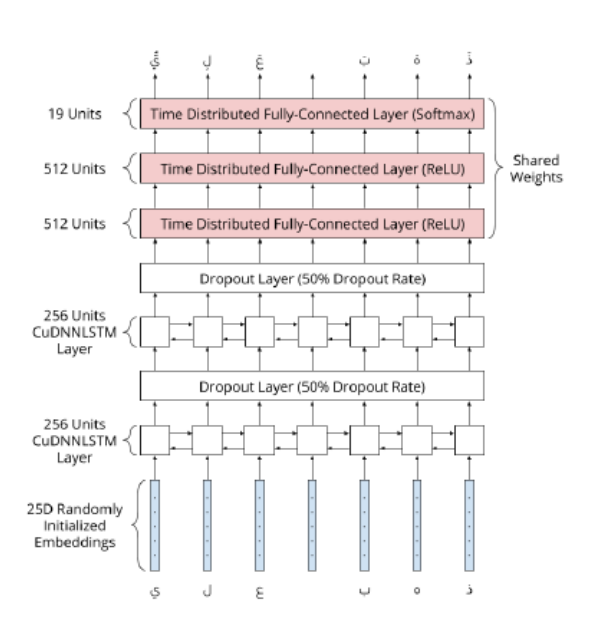 ذَ هَ بَ عَ لِ يٌّ
19 Units
Time Distributed Fully-Connected Layer (Softmax)
512 Units
Time Distributed Fully-Connected Layer (ReLU)
Shared
Weights
512 Units
Time Distributed Fully-Connected Layer (ReLU)
Dropout Layer (50% Dropout Rate)
256 Units
CuDNNLSTM
Layer
Dropout Layer (50% Dropout Rate)
256 Units
CuDNNLSTM
Layer
25D Randomly
Initialized
Embeddings
ذ ه ب ع ل ي